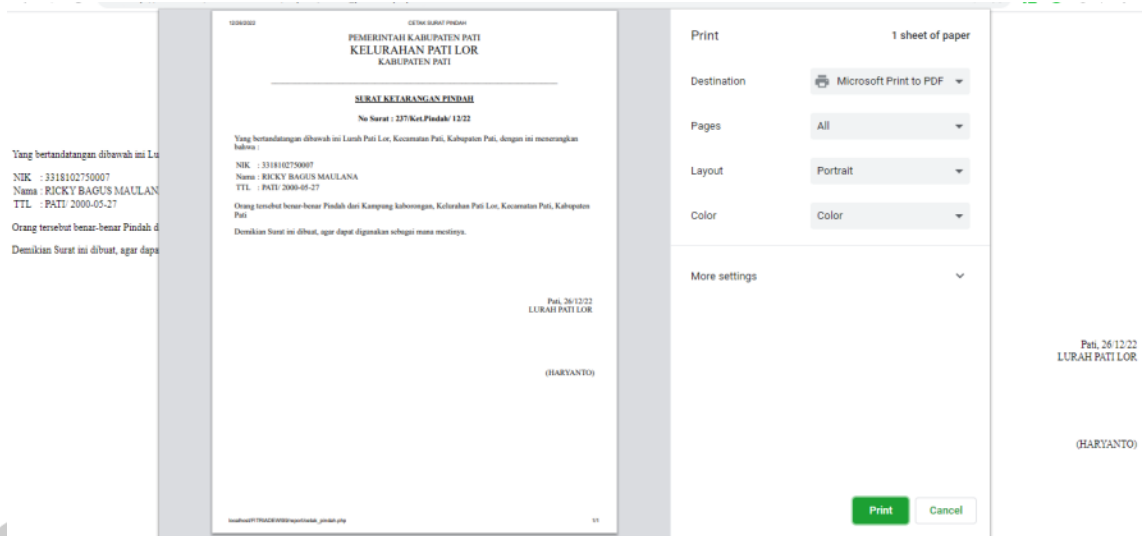 12/26/2022 CETAK SURAT PINDAH
PEMERINTAH KABUPATEN PATI
KELURAHAN PATI LOR
KABUPATEN PATI
SURAT KETARANGAN PINDAH
No Surat : 237/Ket.Pindah/ 12/22
Yang bertandatangan dibawah ini Lurah Pati Lor, Kecamatan Pati, Kabupaten Pati, dengan ini menerangkan
bahwa :
NIK : 3318102750007
Nama : RICKY BAGUS MAULANA
TTL : PATI/ 2000-05-27
Orang tersebut benar-benar Pindah dari Kampung kaborongan, Kelurahan Pati Lor, Kecamatan Pati, Kabupaten
Pati
Demikian Surat ini dibuat, agar dapat digunakan sebagai mana mestinya.
Pati, 26/12/22
LURAH PATI LOR
(HARYANTO)
1/1
Print 1 sheet of paper
Destination Microsoft Print to PDF
Pages All
Layout Portrait
Color Color
More settings
Print Cancel
Yang bertandatangan dibawah ini Lu
NIK : 3318102750007
Nama : RICKY BAGUS MAULAN
TTL : PATI/ 2000-05-27
Orang tersebut benar-benar Pindah d
Demikian Surat ini dibuat, agar dapa
Pati, 26/12/22
LURAH PATI LOR
(HARYANTO)